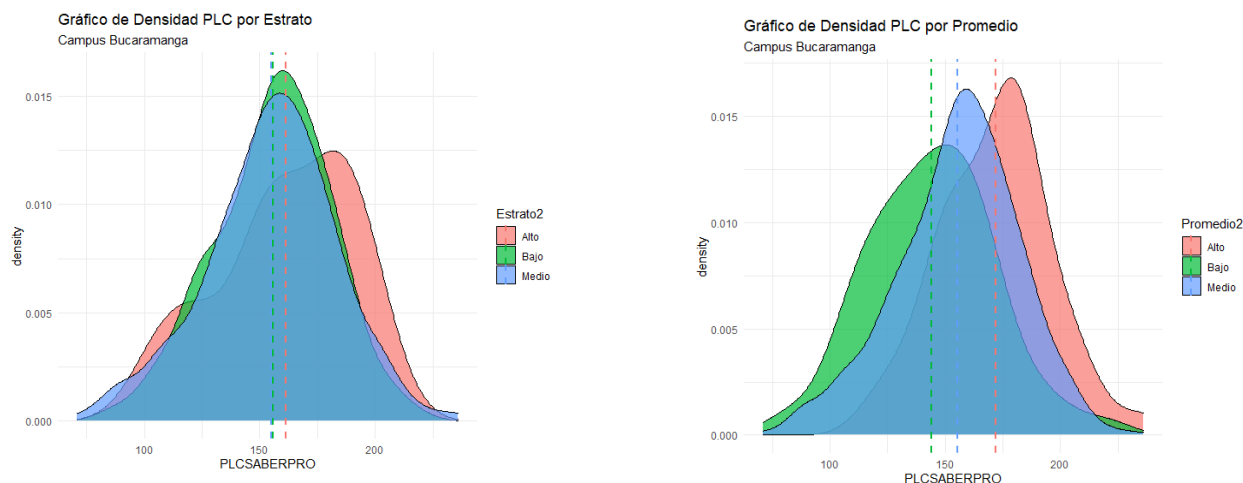 Gráfico de Densidad PLC por Estrato
Campus Bucaramanga
0.015
0.010
0.005
0.000
density
100
150
200
PLCSABERPRO
Estrato2
Alto
Bajo
Medio
Gráfico de Densidad PLC por Promedio
Campus Bucaramanga
0.015
0.010
0.005
0.000
density
100
150
200
PLCSABERPRO
Promedio2
Alto
Bajo
Medio